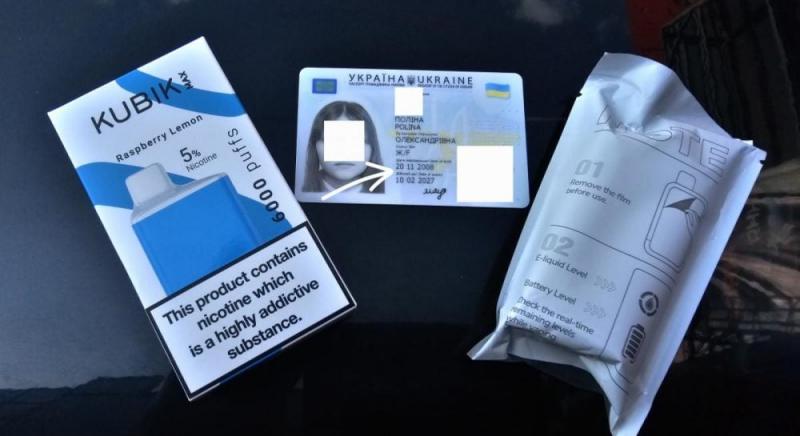 KUBIK MAX
Raspberry Lemon
5%
Nicotine
6000 puffs
This product contains
nicotine which
is a highly addictive
substance.
УКРАЇНА UKRAINE
ПОЛІНА
POLINA
ОЛЕКСАНДРІВНА
Ж/F
20 11 2008
10 02 2027
01
Remove the film
before use.
02
E-liquid Level >>>
Battery Level >>>
Check the real-time
remaining levels
while vaping